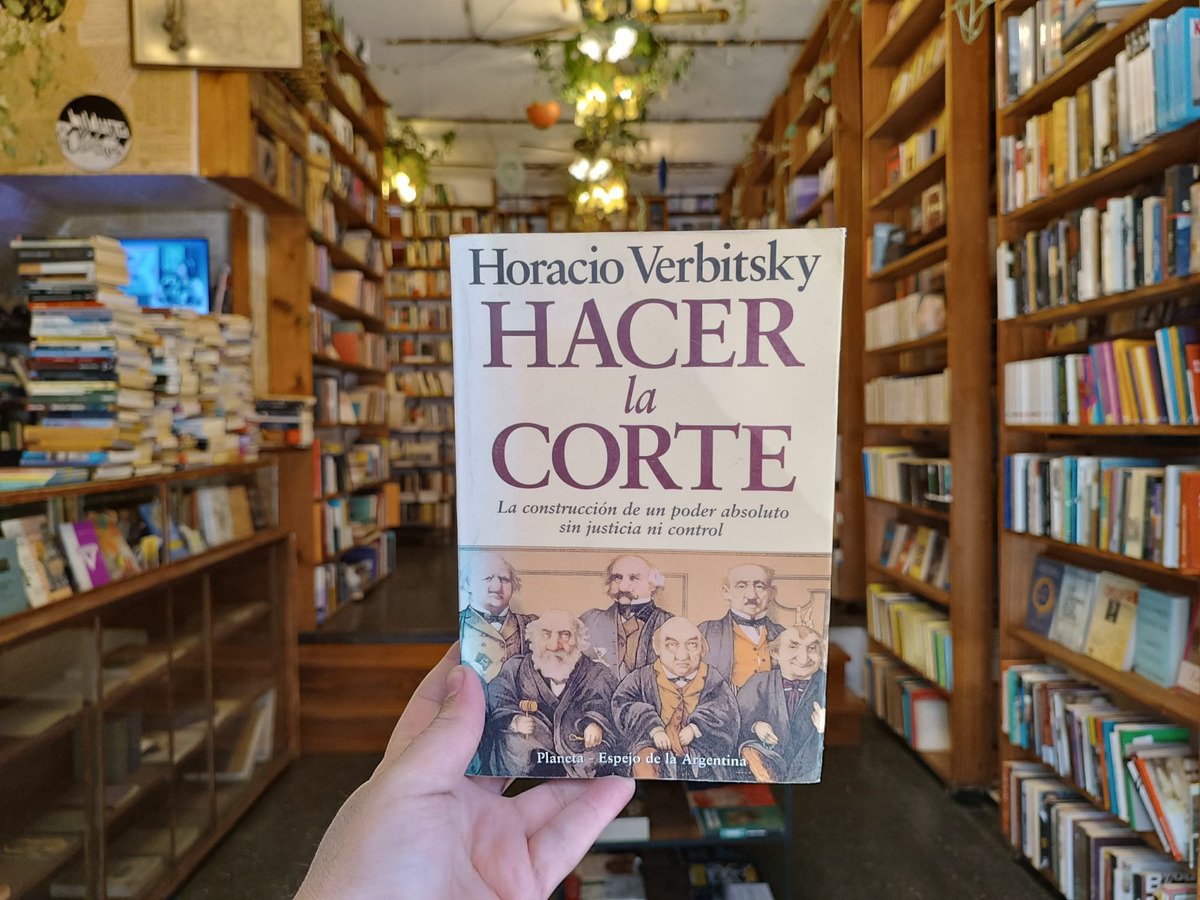 Horacio Verbitsky
HACER
la
CORTE
La construcción de un poder absoluto
sin justicia ni control
Planeta - Espejo de la Argentina